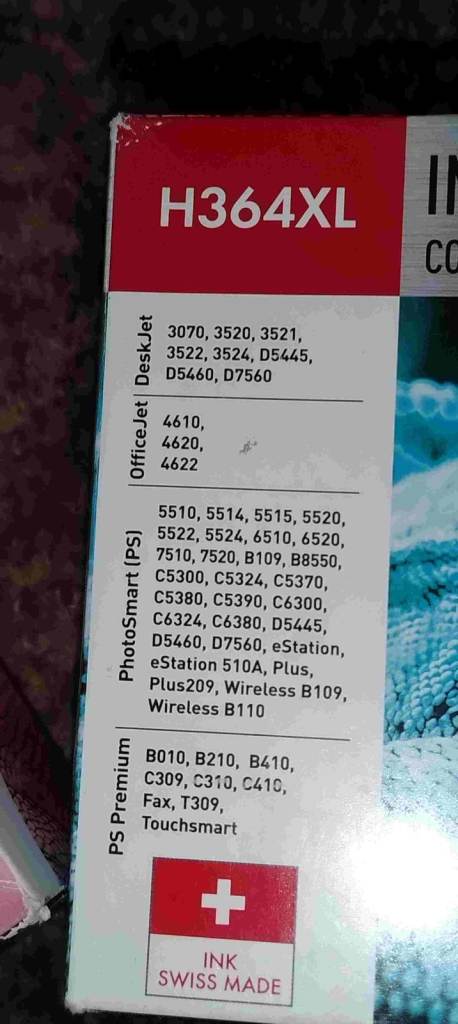 H364XL
IN
CO
DeskJet
3070, 3520, 3521,
3522, 3524, D5445,
D5460, D7560
OfficeJet
4610,
4620,
4622
PhotoSmart (PS)
5510, 5514, 5515, 5520,
5522, 5524, 6510, 6520,
7510, 7520, B109, B8550,
C5300, C5324, C5370,
C5380, C5390, C6300,
C6324, C6380, D5445,
D5460, D7560, eStation,
eStation 510A, Plus,
Plus209, Wireless B109,
Wireless B110
PS Premium
B010, B210, B410,
C309, C310, C410,
Fax, T309,
Touchsmart
INK
SWISS MADE